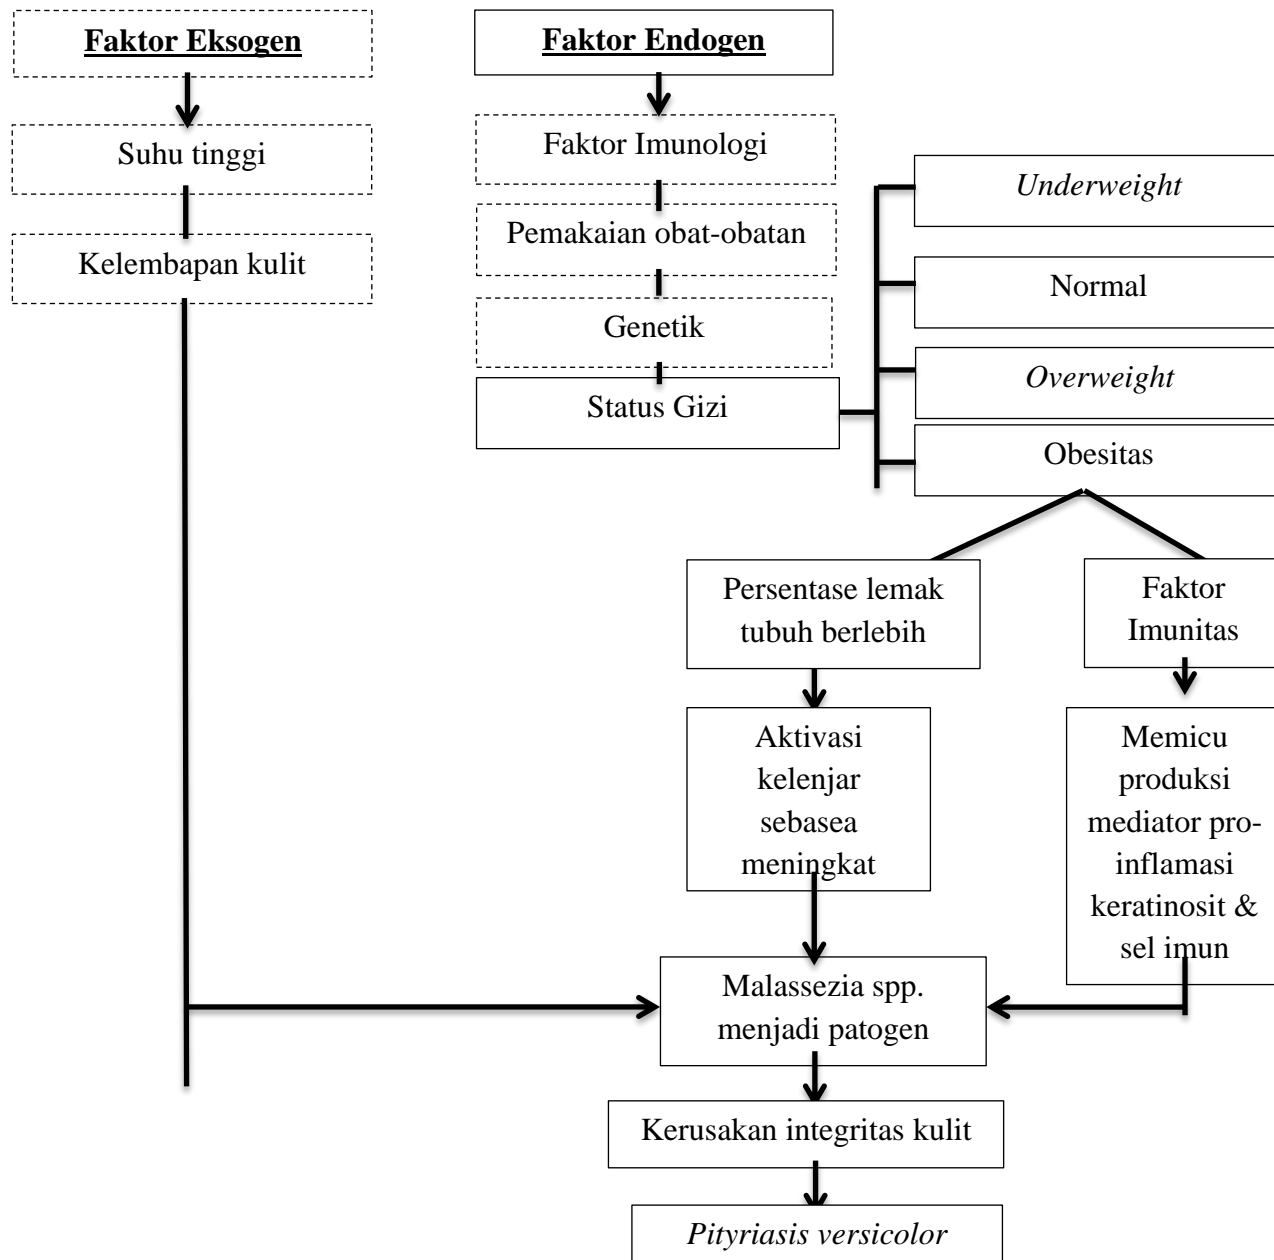 Faktor Eksogen
Suhu tinggi
Kelembapan kulit
Faktor Endogen
Faktor Imunologi
Pemakaian obat-obatan
Genetik
Status Gizi
Underweight
Normal
Overweight
Obesitas
Persentase lemak
tubuh berlebih
Faktor
Imunitas
Aktivasi
kelenjar
sebasea
meningkat
Memicu
produksi
mediator pro-
inflamasi
keratinosit &
sel imun
Malassezia spp.
menjadi patogen
Kerusakan integritas kulit
Pityriasis versicolor